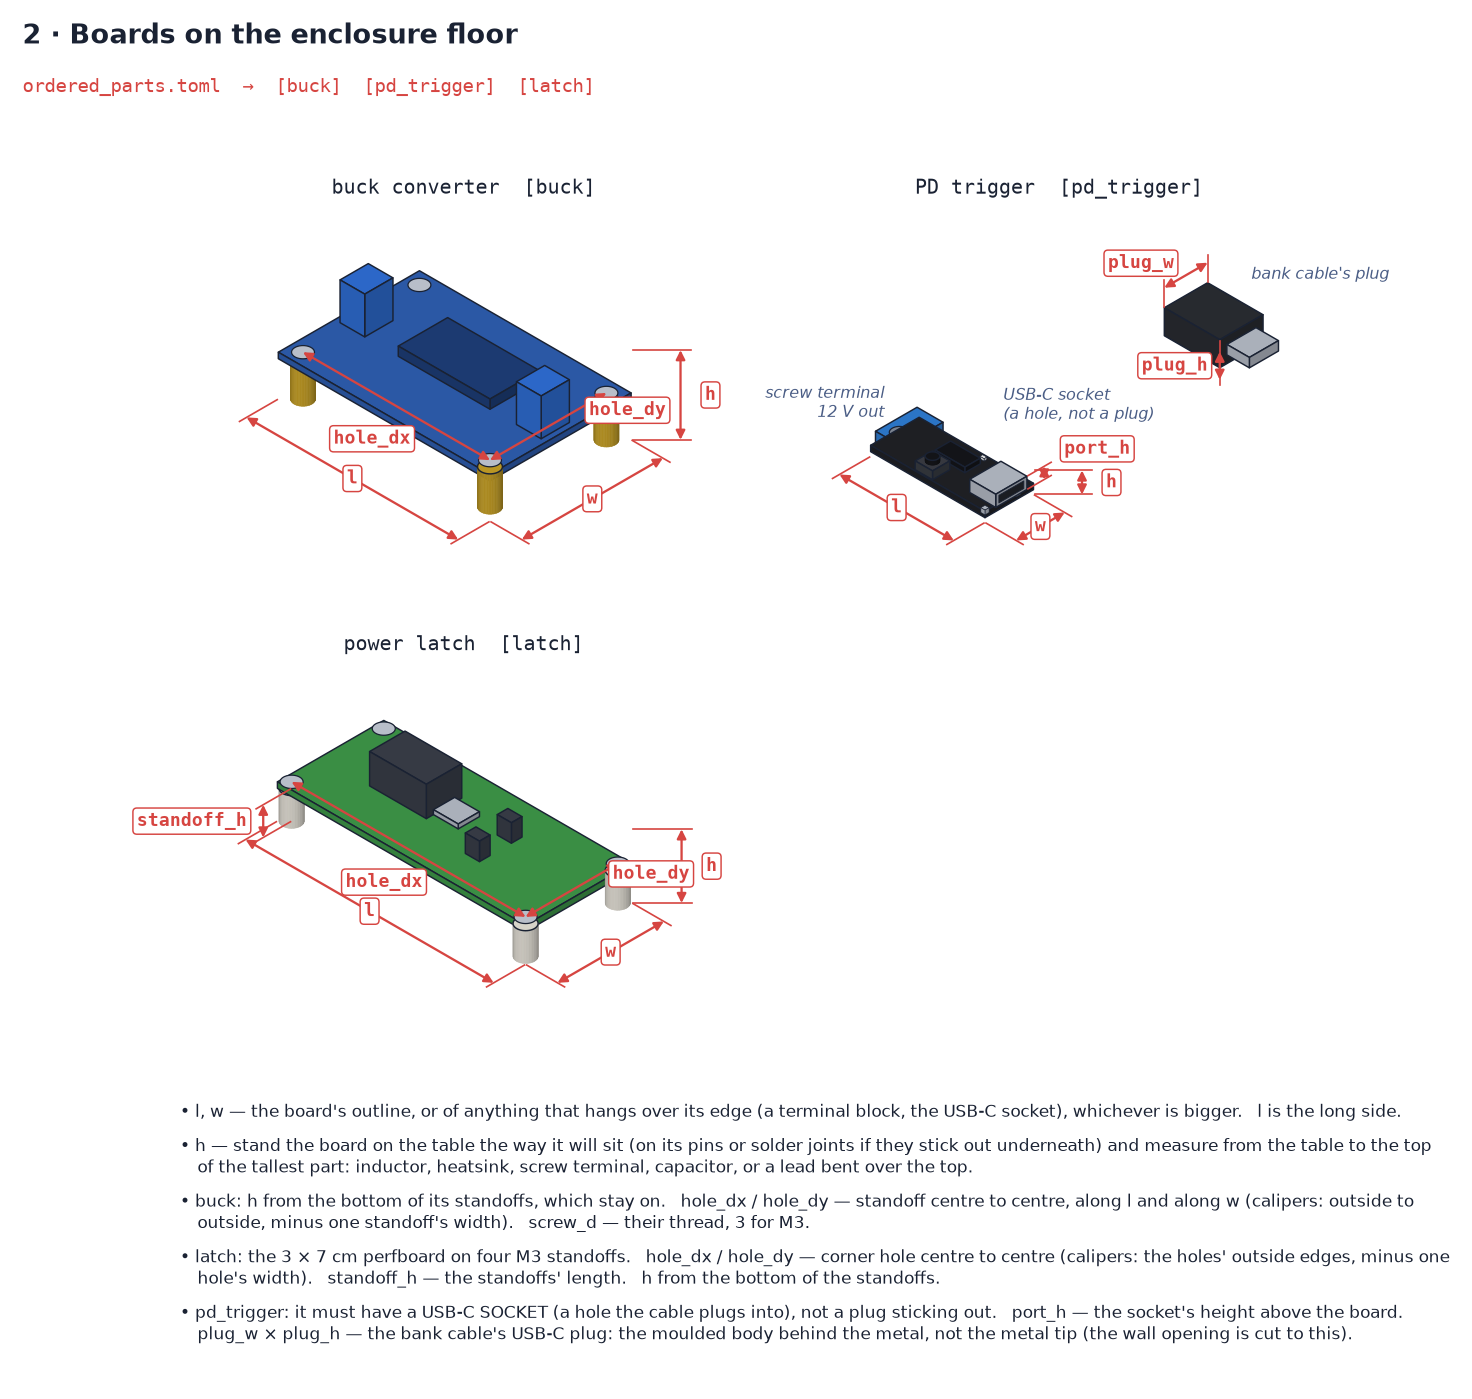 2 · Boards on the enclosure floor
ordered_parts.toml → [buck] [pd_trigger] [latch]
buck converter [buck]
PD trigger [pd_trigger]
plug_w
bank cable's plug
plug_h
h
hole_dy
hole_dx
l
w
screw terminal
12 V out
USB-C socket
(a hole, not a plug)
port_h
h
l
w
power latch [latch]
standoff_h
h
hole_dy
hole_dx
l
w
• l, w — the board's outline, or of anything that hangs over its edge (a terminal block, the USB-C socket), whichever is bigger. l is the long side.
• h — stand the board on the table the way it will sit (on its pins or solder joints if they stick out underneath) and measure from the table to the top
of the tallest part: inductor, heatsink, screw terminal, capacitor, or a lead bent over the top.
• buck: h from the bottom of its standoffs, which stay on. hole_dx / hole_dy — standoff centre to centre, along l and along w (calipers: outside to
outside, minus one standoff's width). screw_d — their thread, 3 for M3.
• latch: the 3 × 7 cm perfboard on four M3 standoffs. hole_dx / hole_dy — corner hole centre to centre (calipers: the holes' outside edges, minus one
hole's width). standoff_h — the standoffs' length. h from the bottom of the standoffs.
• pd_trigger: it must have a USB-C SOCKET (a hole the cable plugs into), not a plug sticking out. port_h — the socket's height above the board.
plug_w × plug_h — the bank cable's USB-C plug: the moulded body behind the metal, not the metal tip (the wall opening is cut to this).